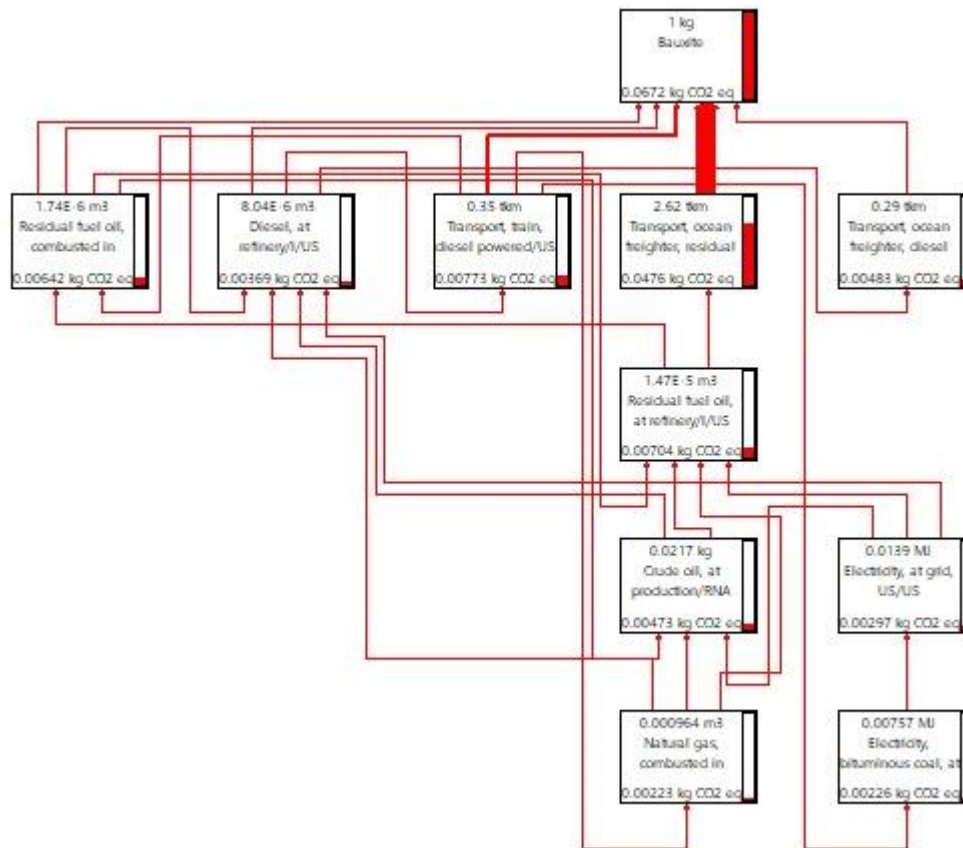 1 kg
Bauxite
0.0672 kg CO2 eq
1.74E-6 m3
Residual fuel oil,
combusted in
0.00642 kg CO2 eq
8.04E-6 m3
Diesel, at
refinery/l/US
0.00369 kg CO2 eq
0.35 tkm
Transport, train,
diesel powered/US
0.00773 kg CO2 eq
2.62 tkm
Transport, ocean
freighter, residual
0.0476 kg CO2 eq
0.29 tkm
Transport, ocean
freighter, diesel
0.00483 kg CO2 eq
1.47E-5 m3
Residual fuel oil,
at refinery/l/US
0.00704 kg CO2 eq
0.0217 kg
Crude oil, at
production/RNA
0.00473 kg CO2 eq
0.0139 MJ
Electricity, at grid,
US/US
0.00297 kg CO2 eq
0.000964 m3
Natural gas,
combusted in
0.00223 kg CO2 eq
0.00757 MJ
Electricity,
bituminous coal, at
0.00226 kg CO2 eq